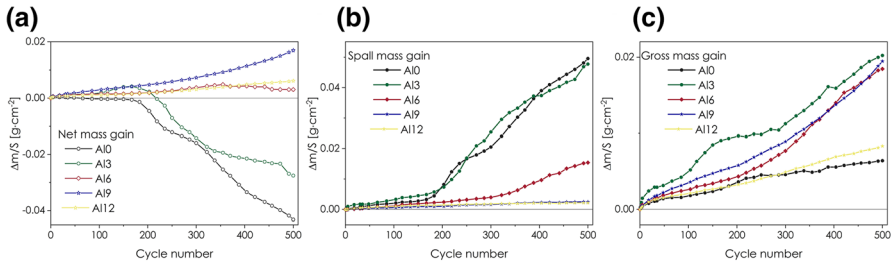 (a)
0.02
0.00
-0.02
-0.04
Δm/S [g·cm⁻²]
Net mass gain
Al0
Al3
Al6
Al9
Al12
0 100 200 300 400 500
Cycle number
(b)
0.04
0.02
0.00
Δm/S [g·cm⁻²]
Spall mass gain
Al0
Al3
Al6
Al9
Al12
0 100 200 300 400 500
Cycle number
(c)
0.02
0.00
Δm/S [g·cm⁻²]
Gross mass gain
Al0
Al3
Al6
Al9
Al12
0 100 200 300 400 500
Cycle number